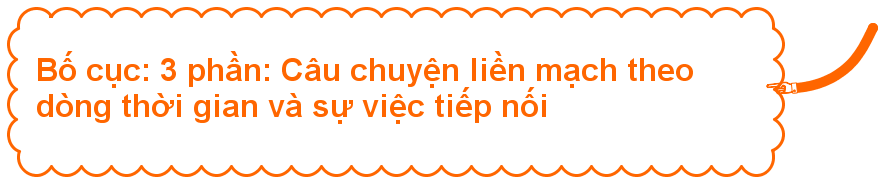 Bố cục: 3 phần: Câu chuyện liền mạch theo
dòng thời gian và sự việc tiếp nối